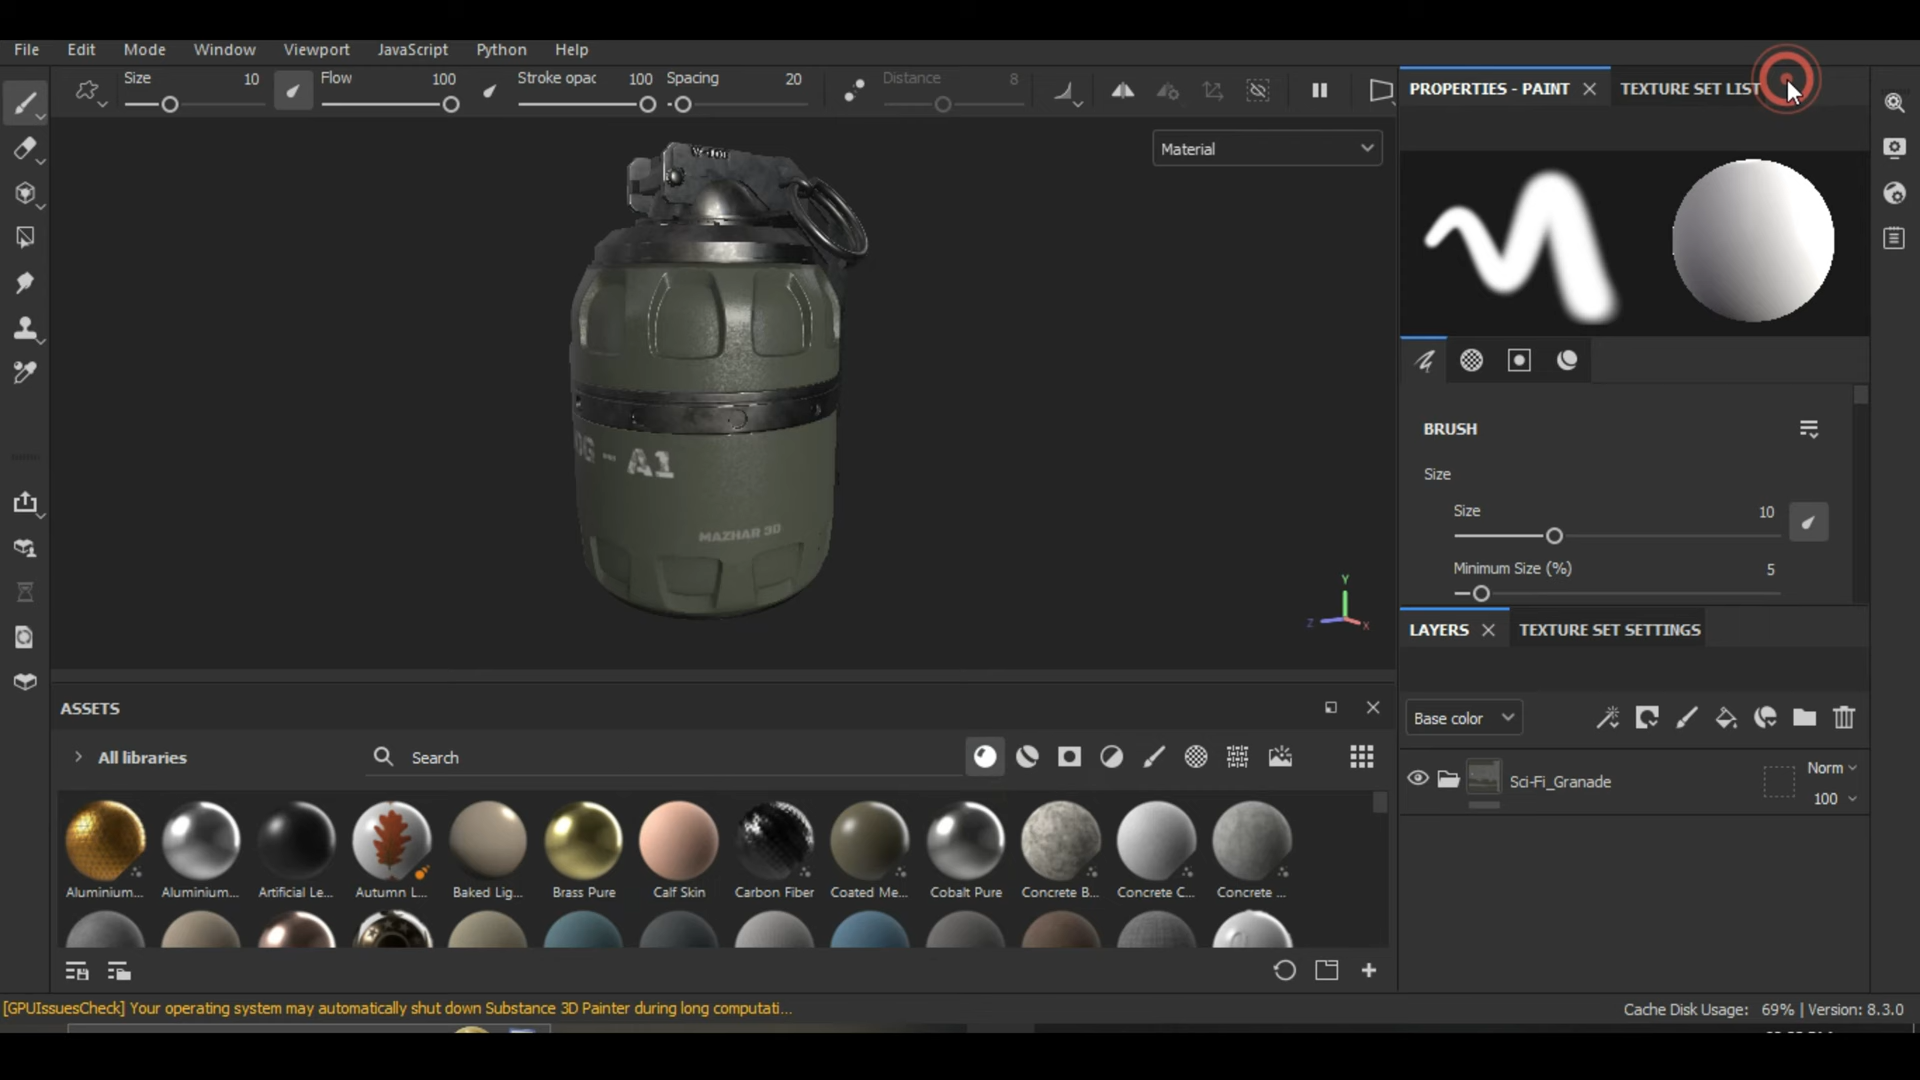 File Edit Mode Window Viewport JavaScript Python Help
Size 10 Flow 100 Stroke opac 100 Spacing 20 Distance 8
PROPERTIES - PAINT TEXTURE SET LIST
Material
BRUSH
Size
Size 10
Minimum Size (%) 5
Y
Z X
- A1
MAZHAR 3D
LAYERS TEXTURE SET SETTINGS
Base color
Sci-Fi_Granade
Norm
100
ASSETS
All libraries
Search
Aluminium... Aluminium... Artificial Le... Autumn L... Baked Lig... Brass Pure Calf Skin Carbon Fiber Coated Me... Cobalt Pure Concrete B... Concrete C... Concrete ...
[GPUIssuesCheck] Your operating system may automatically shut down Substance 3D Painter during long computati...
Cache Disk Usage: 69% | Version: 8.3.0